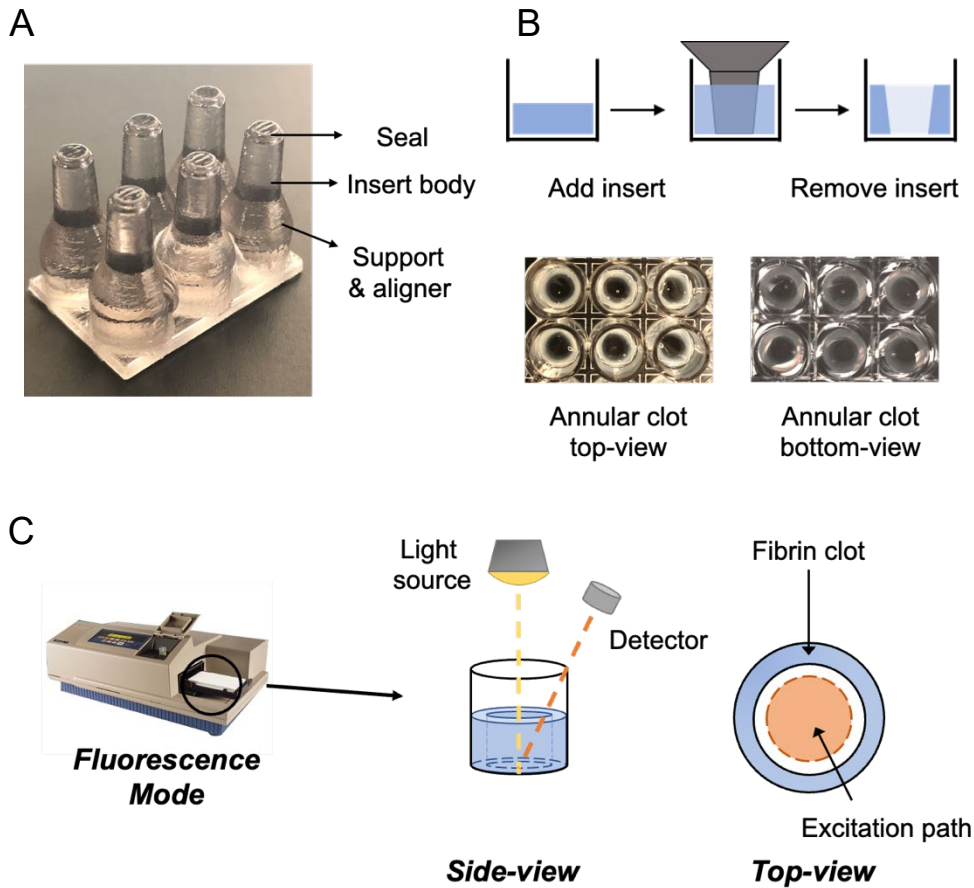 A
Seal
Insert body
Support
& aligner
B
Add insert
Remove insert
Annular clot
top-view
Annular clot
bottom-view
C
Fluorescence
Mode
Light
source
Detector
Side-view
Fibrin clot
Excitation path
Top-view